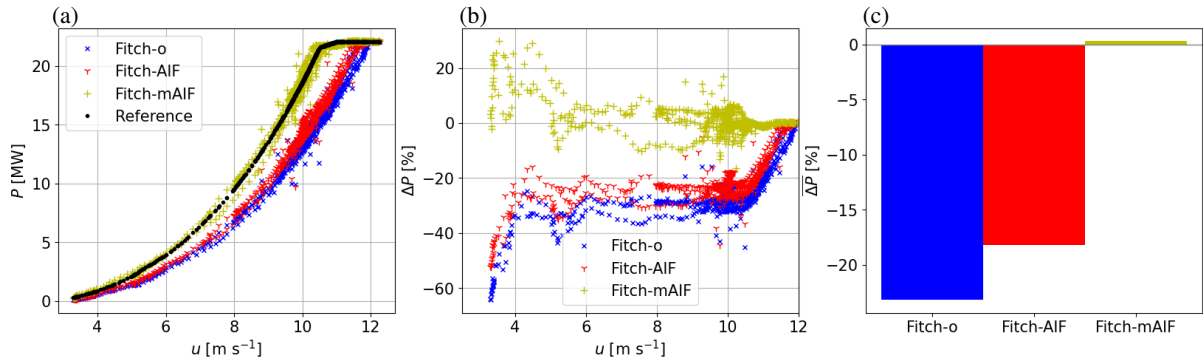 (a)
(b)
(c)
Fitch-o
Fitch-AIF
Fitch-mAIF
Reference
P [MW]
20
15
10
5
0
4
6
8
10
12
u [m s⁻¹]
ΔP [%]
40
20
0
−20
−40
−60
Fitch-o
Fitch-AIF
Fitch-mAIF
4
6
8
10
12
u [m s⁻¹]
ΔP [%]
0
−5
−10
−15
−20
Fitch-o
Fitch-AIF
Fitch-mAIF